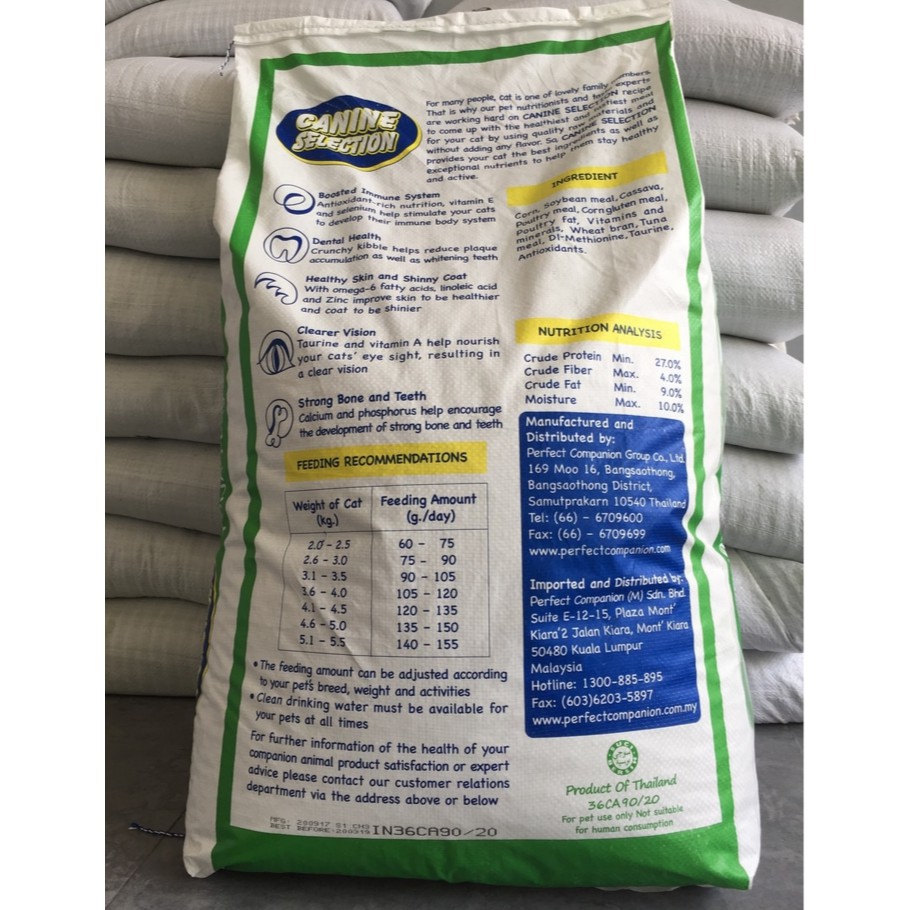 CANINE
SELECTION
For many people, cat is one of lovely family members.
That is why our pet nutritionists and experts
are working hard on CANINE SELECTION recipe
to come up with the healthiest and meal
for your cat by using quality raw materials and
without adding any flavor. So, CANINE SELECTION
provides your cat the best ingredients as well as
exceptional nutrients to help them stay healthy
and active.
Boosted Immune System
Antioxidant-rich nutrition, vitamin E
and selenium help stimulate your cats
to develop their immune body system
Dental Health
Crunchy kibble helps reduce plaque
accumulation as well as whitening teeth
Healthy Skin and Shinny Coat
With omega-6 fatty acids, linoleic acid
and Zinc improve skin to be healthier
and coat to be shinier
Clearer Vision
Taurine and vitamin A help nourish
your cats' eye sight, resulting in
a clear vision
Strong Bone and Teeth
Calcium and phosphorus help encourage
the development of strong bone and teeth
FEEDING RECOMMENDATIONS
Weight of Cat Feeding Amount
(kg.) (g./day)
2.0 - 2.5 60 - 75
2.6 - 3.0 75 - 90
3.1 - 3.5 90 - 105
3.6 - 4.0 105 - 120
4.1 - 4.5 120 - 135
4.6 - 5.0 135 - 150
5.1 - 5.5 140 - 155
• The feeding amount can be adjusted according
to your pet's breed, weight and activities
• Clean drinking water must be available for
your pets at all times
For further information of the health of your
companion animal product satisfaction or expert
advice please contact our customer relations
department via the address above or below
MFG. 280917 S1 CH3
BEST BEFORE-280319 IN36CA90/20
INGREDIENT
Corn, Soybean meal, Cassava,
Poultry meal, Corn gluten meal,
Poultry fat, Vitamins and
minerals, Wheat bran, Tuna
meal, Dl-Methionine, Taurine,
Antioxidants.
NUTRITION ANALYSIS
Crude Protein Min. 27.0%
Crude Fiber Max. 4.0%
Crude Fat Min. 9.0%
Moisture Max. 10.0%
Manufactured and
Distributed by:
Perfect Companion Group Co., Ltd.
169 Moo 16, Bangsaothong,
Bangsaothong District,
Samutprakarn 10540 Thailand
Tel: (66) - 6709600
Fax: (66) - 6709699
www.perfectcompanion.com
Imported and Distributed by:
Perfect Companion (M) Sdn. Bhd.
Suite E-12-15, Plaza Mont'
Kiara'2 Jalan Kiara, Mont' Kiara
50480 Kuala Lumpur
Malaysia
Hotline: 1300-885-895
Fax: (603)6203-5897
www.perfectcompanion.com.my
Product Of Thailand
36CA90/20
For pet use only Not suitable
for human consumption